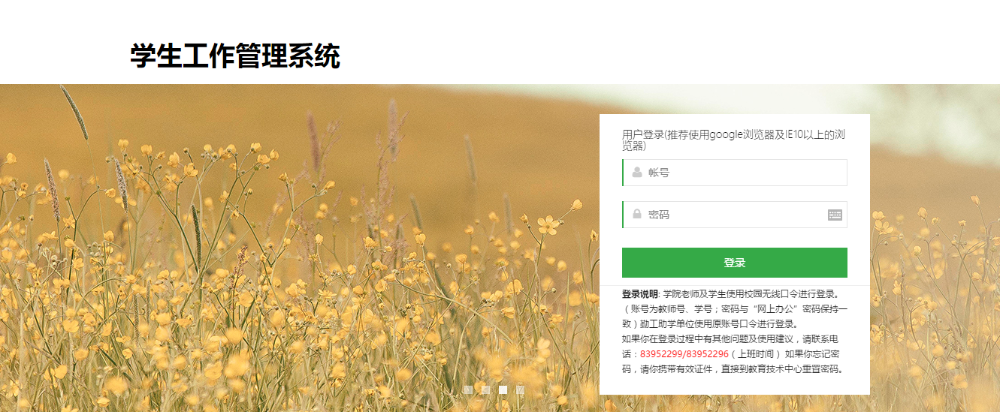 学生工作管理系统
用户登录(推荐使用google浏览器及IE10以上的浏
览器)
帐号
密码
登录
登录说明: 学院老师及学生使用校园无线口令进行登录。
（账号为教师号、学号；密码与“网上办公”密码保持一
致）勤工助学单位使用原账号口令进行登录。
如果你在登录过程中有其他问题及使用建议，请联系电
话：83952299/83952296（上班时间） 如果你忘记密
码，请你携带有效证件，直接到教育技术中心重置密码。